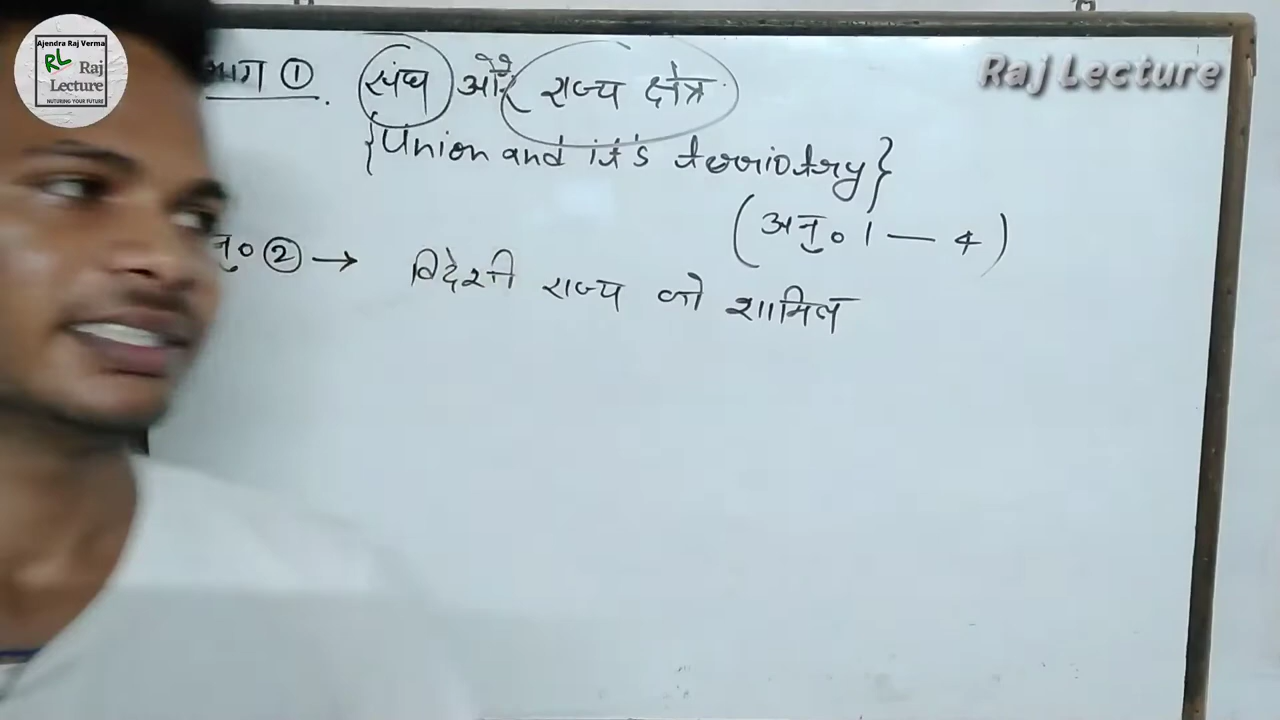 Ajendra Raj Verma
RL Raj
Lecture
NUTURING YOUR FUTURE
Raj Lecture
भाग ① संघ और राज्य क्षेत्र
{Union and it's terriotry}
(अनु० 1 — 4)
नु० ② → विदेशी राज्य को शामिल